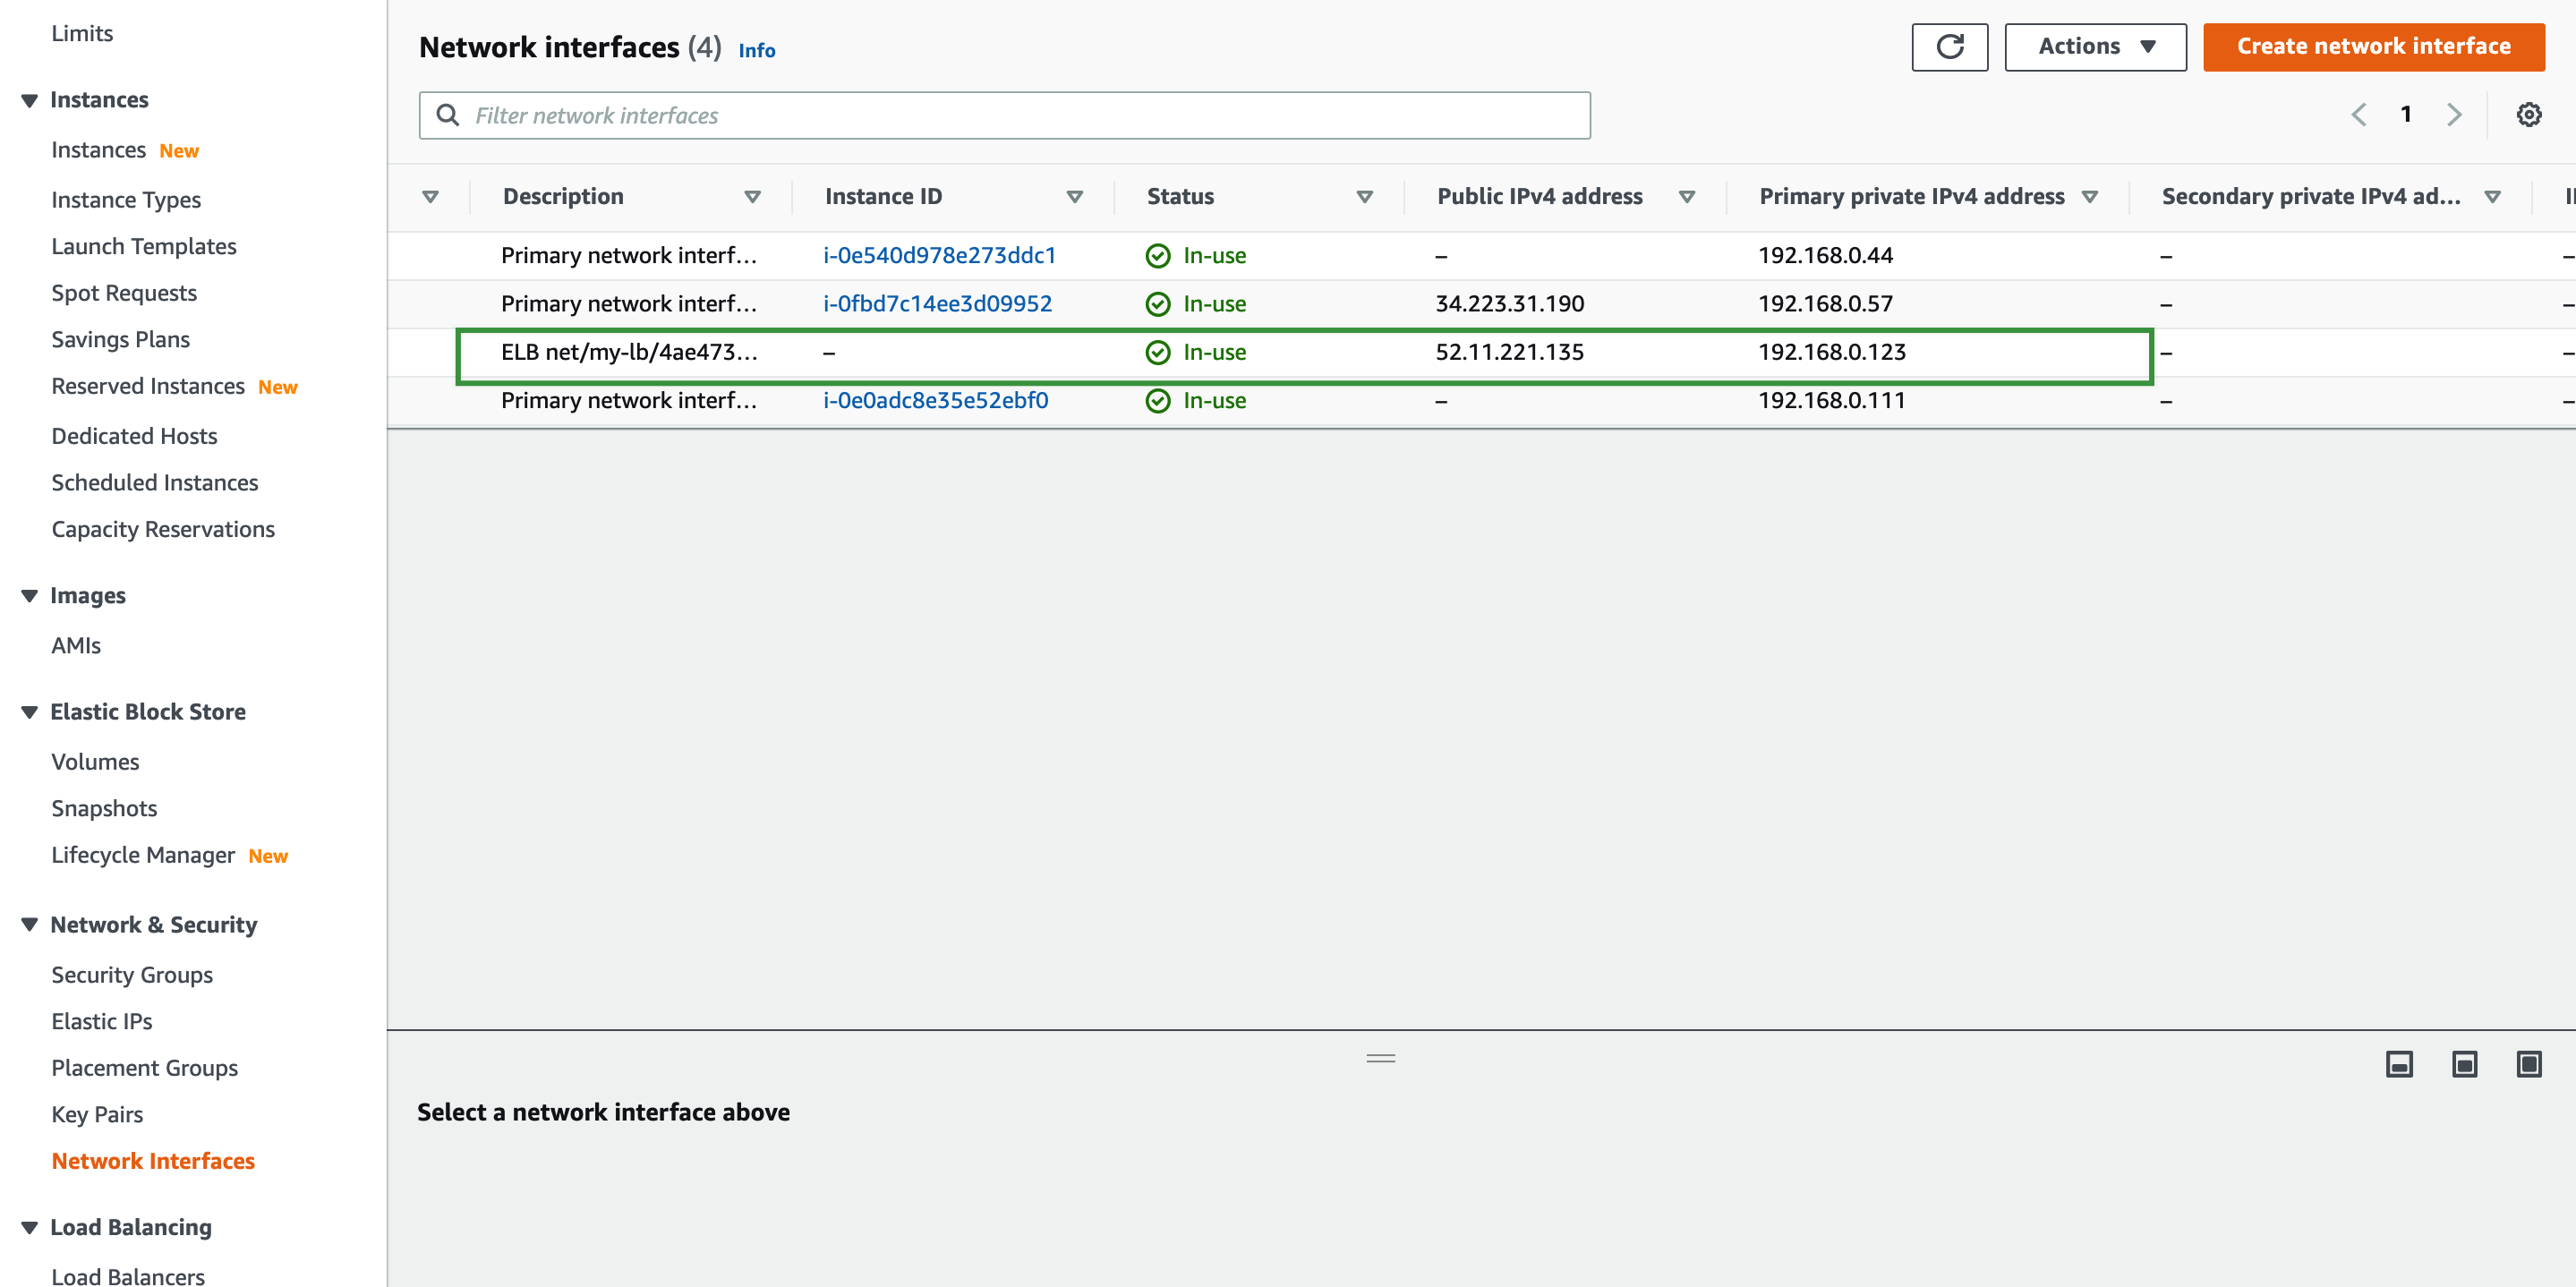 Limits
Instances
Instances New
Instance Types
Launch Templates
Spot Requests
Savings Plans
Reserved Instances New
Dedicated Hosts
Scheduled Instances
Capacity Reservations
Images
AMIs
Elastic Block Store
Volumes
Snapshots
Lifecycle Manager New
Network & Security
Security Groups
Elastic IPs
Placement Groups
Key Pairs
Network Interfaces
Load Balancing
Load Balancers
Network interfaces (4) Info
Actions
Create network interface
Filter network interfaces
1
Description Instance ID Status Public IPv4 address Primary private IPv4 address Secondary private IPv4 ad...
Primary network interf... i-0e540d978e273ddc1 In-use – 192.168.0.44 – –
Primary network interf... i-0fbd7c14ee3d09952 In-use 34.223.31.190 192.168.0.57 – –
ELB net/my-lb/4ae473... – In-use 52.11.221.135 192.168.0.123 – –
Primary network interf... i-0e0adc8e35e52ebf0 In-use – 192.168.0.111 – –
Select a network interface above